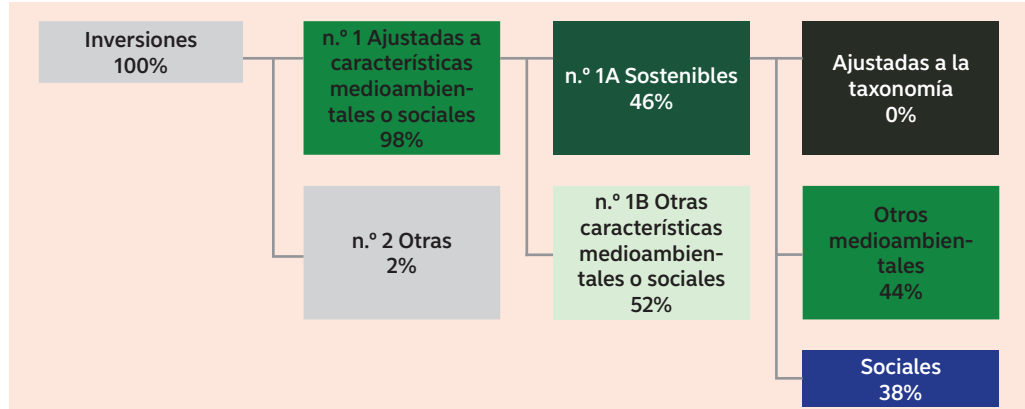 Inversiones
100%
n.º 1 Ajustadas a
características
medioambien-
tales o sociales
98%
n.º 1A Sostenibles
46%
Ajustadas a la
taxonomía
0%
n.º 2 Otras
2%
n.º 1B Otras
características
medioambien-
tales o sociales
52%
Otros
medioambien-
tales
44%
Sociales
38%